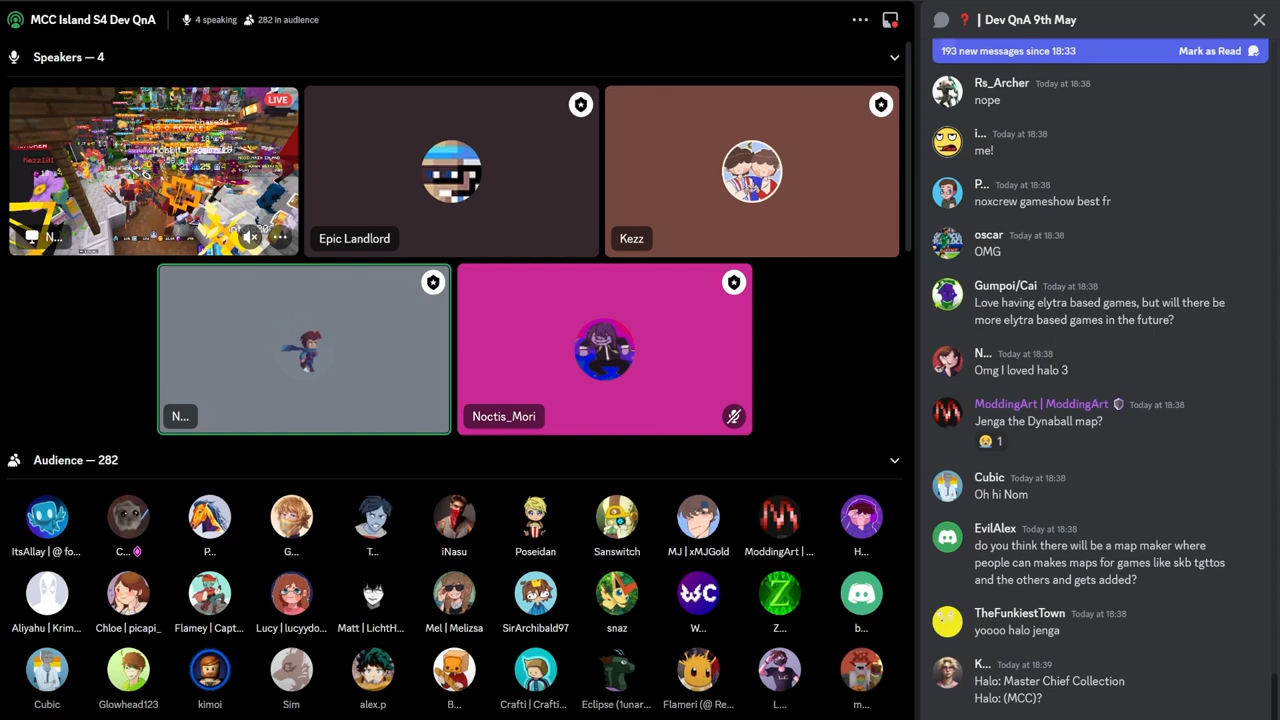 MCC Island S4 Dev QnA
4 speaking
282 in audience
Speakers — 4
LIVE
N...
Epic Landlord
Kezz
N...
Noctis_Mori
Audience — 282
ItsAllay | @ fo...
C...
P...
G...
T...
iNasu
Poseidan
Sanswitch
MJ | xMJGold
ModdingArt | ...
H...
Aliyahu | Krim...
Chloe | picapi_
Flamey | Capt...
Lucy | lucyydo...
Matt | LichtH...
Mel | Melizsa
SirArchibald97
snaz
W...
Z...
b...
Cubic
Glowhead123
kimoi
Sim
alex.p
B...
Crafti | Crafti...
Eclipse (1unar...
Flameri (@ Re...
L...
m...
| Dev QnA 9th May
193 new messages since 18:33
Mark as Read
Rs_Archer Today at 18:38
nope
i... Today at 18:38
me!
P... Today at 18:38
noxcrew gameshow best fr
oscar Today at 18:38
OMG
Gumpoi/Cai Today at 18:38
Love having elytra based games, but will there be
more elytra based games in the future?
N... Today at 18:38
Omg I loved halo 3
ModdingArt | ModdingArt Today at 18:38
Jenga the Dynaball map?
1
Cubic Today at 18:38
Oh hi Nom
EvilAlex Today at 18:38
do you think there will be a map maker where
people can makes maps for games like skb tgttos
and the others and gets added?
TheFunkiestTown Today at 18:38
yoooo halo jenga
K... Today at 18:39
Halo: Master Chief Collection
Halo: (MCC)?